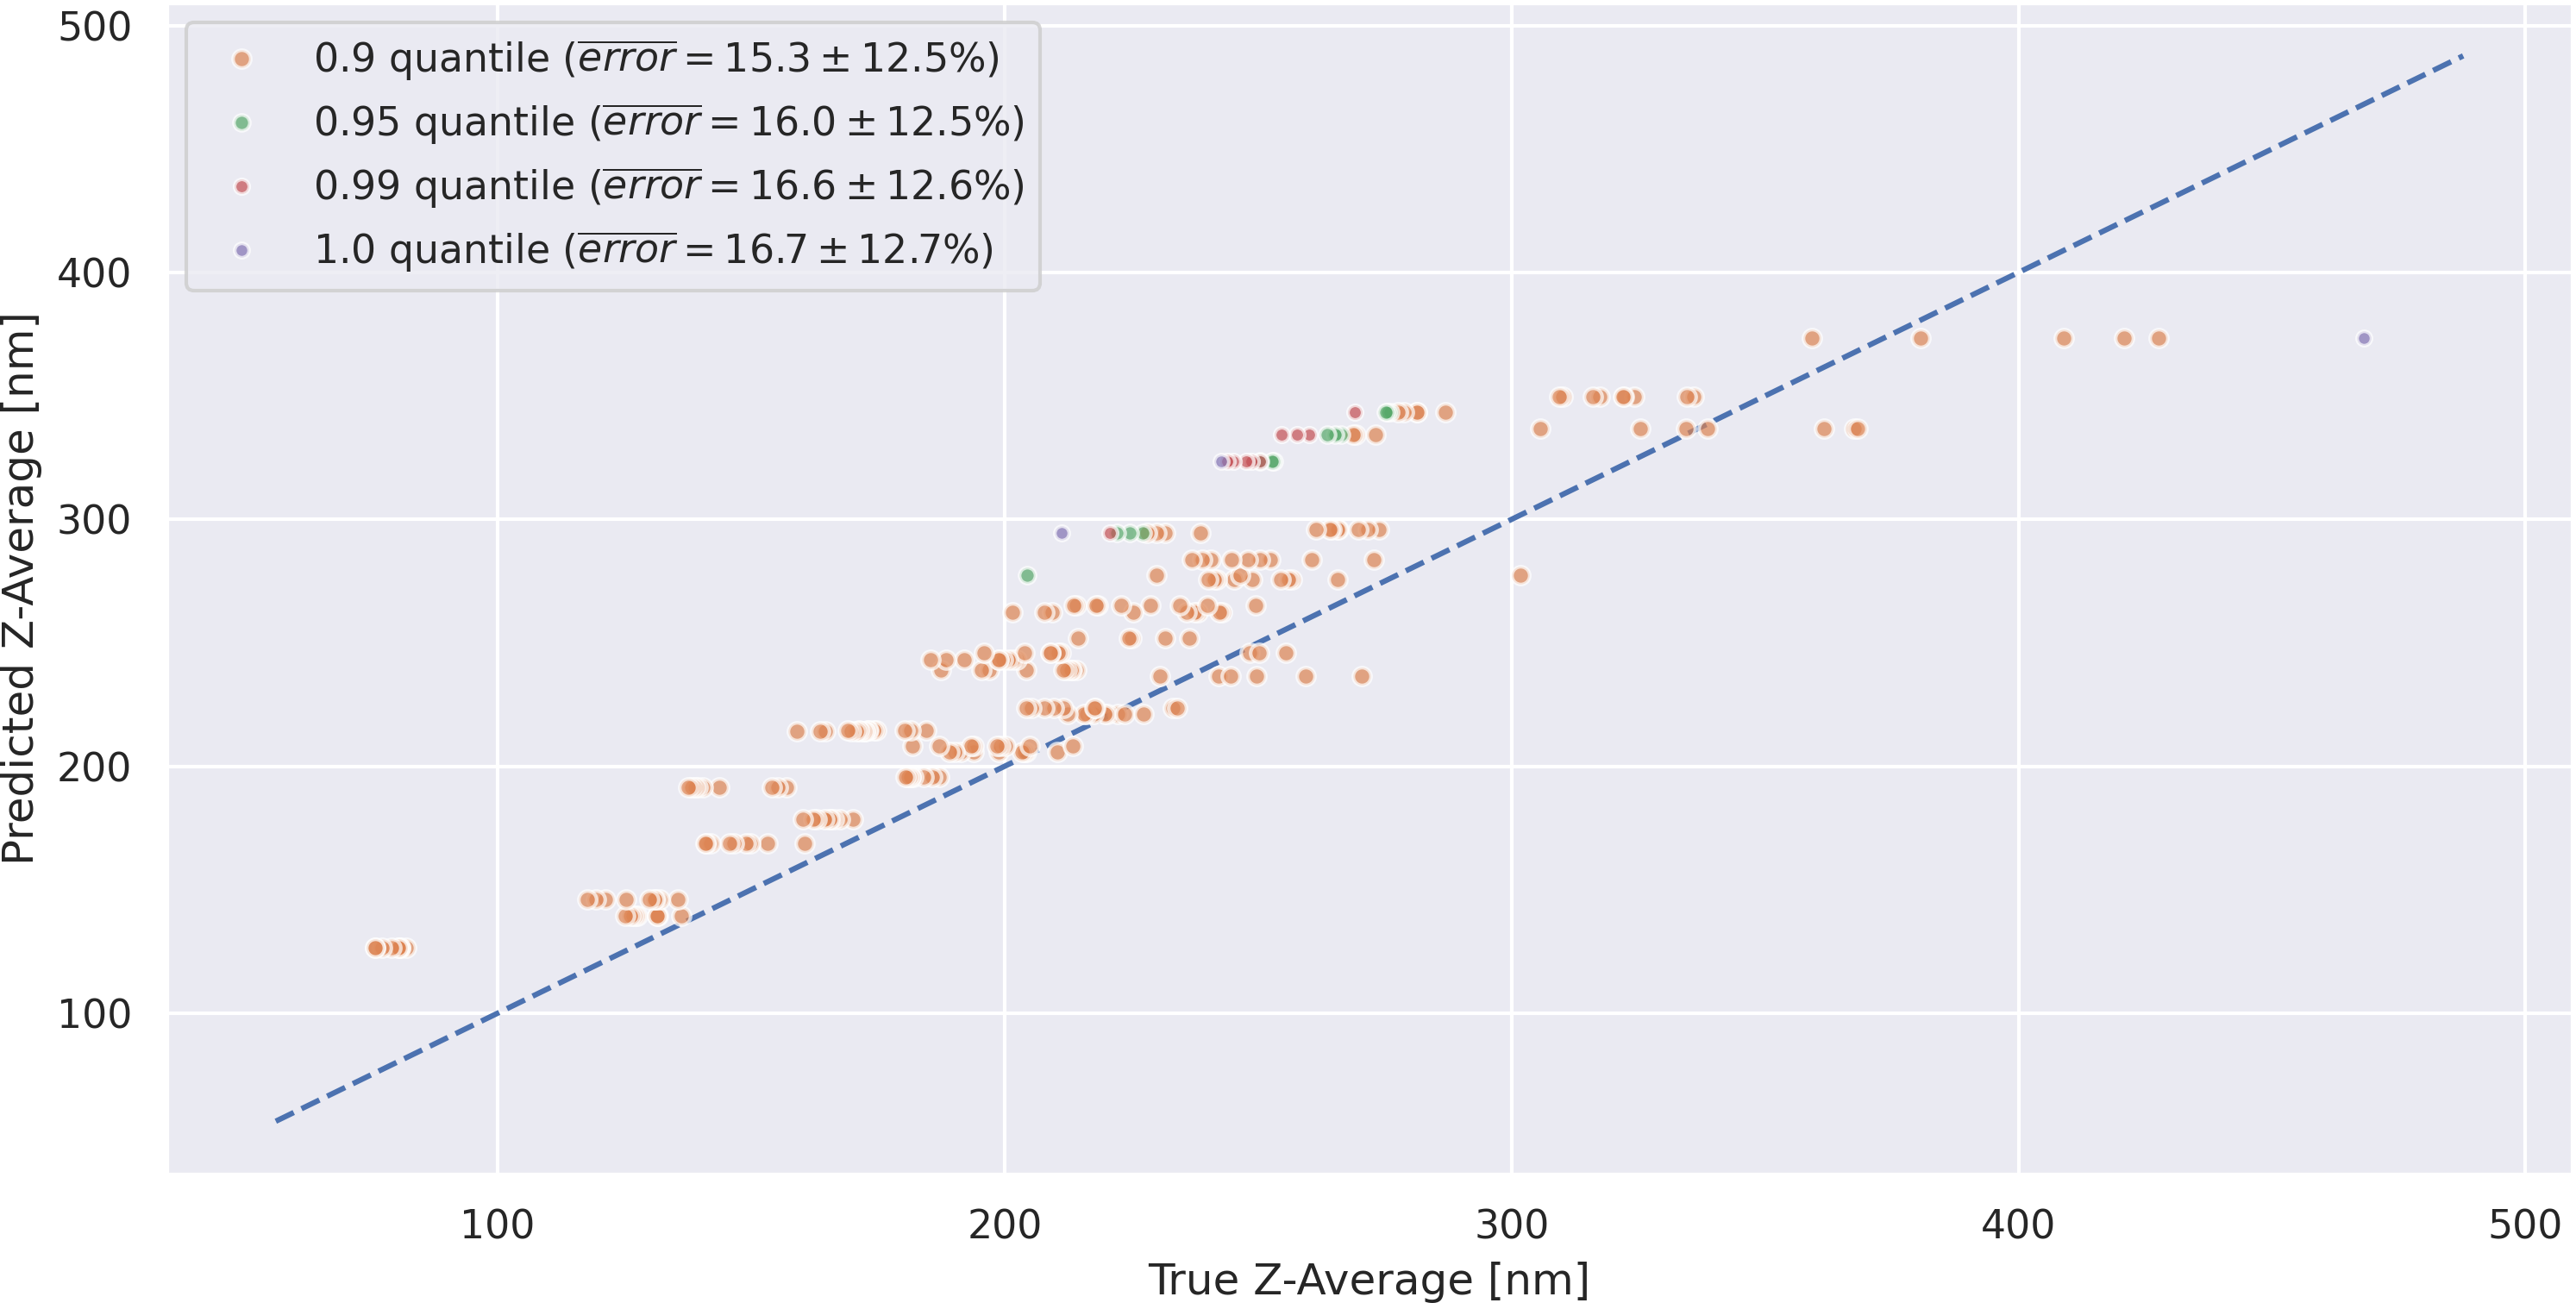 0.9 quantile (error = 15.3 ± 12.5%)
0.95 quantile (error = 16.0 ± 12.5%)
0.99 quantile (error = 16.6 ± 12.6%)
1.0 quantile (error = 16.7 ± 12.7%)
Predicted Z-Average [nm]
500
400
300
200
100
100 200 300 400 500
True Z-Average [nm]